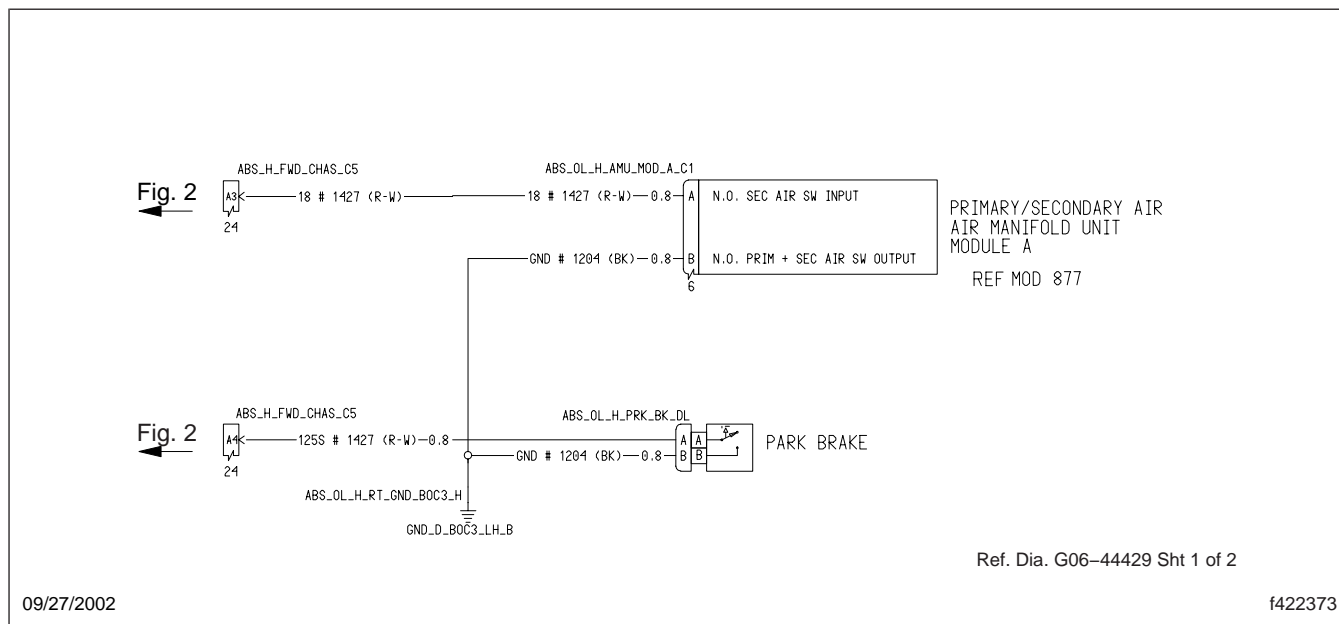 ABS_H_FWD_CHAS_C5
ABS_OL_H_AMU_MOD_A_C1
Fig. 2
A3
18 # 1427 (R-W)
18 # 1427 (R-W)
0.8
A
N.O. SEC AIR SW INPUT
24
PRIMARY/SECONDARY AIR
AIR MANIFOLD UNIT
MODULE A
GND # 1204 (BK)
0.8
B
N.O. PRIM + SEC AIR SW OUTPUT
6
REF MOD 877
ABS_H_FWD_CHAS_C5
ABS_OL_H_PRK_BK_DL
Fig. 2
A4
125S # 1427 (R-W)
0.8
A
A
PARK BRAKE
GND # 1204 (BK)
0.8
B
B
24
ABS_OL_H_RT_GND_BOC3_H
GND_D_BOC3_LH_B
Ref. Dia. G06–44429 Sht 1 of 2
09/27/2002
f422373